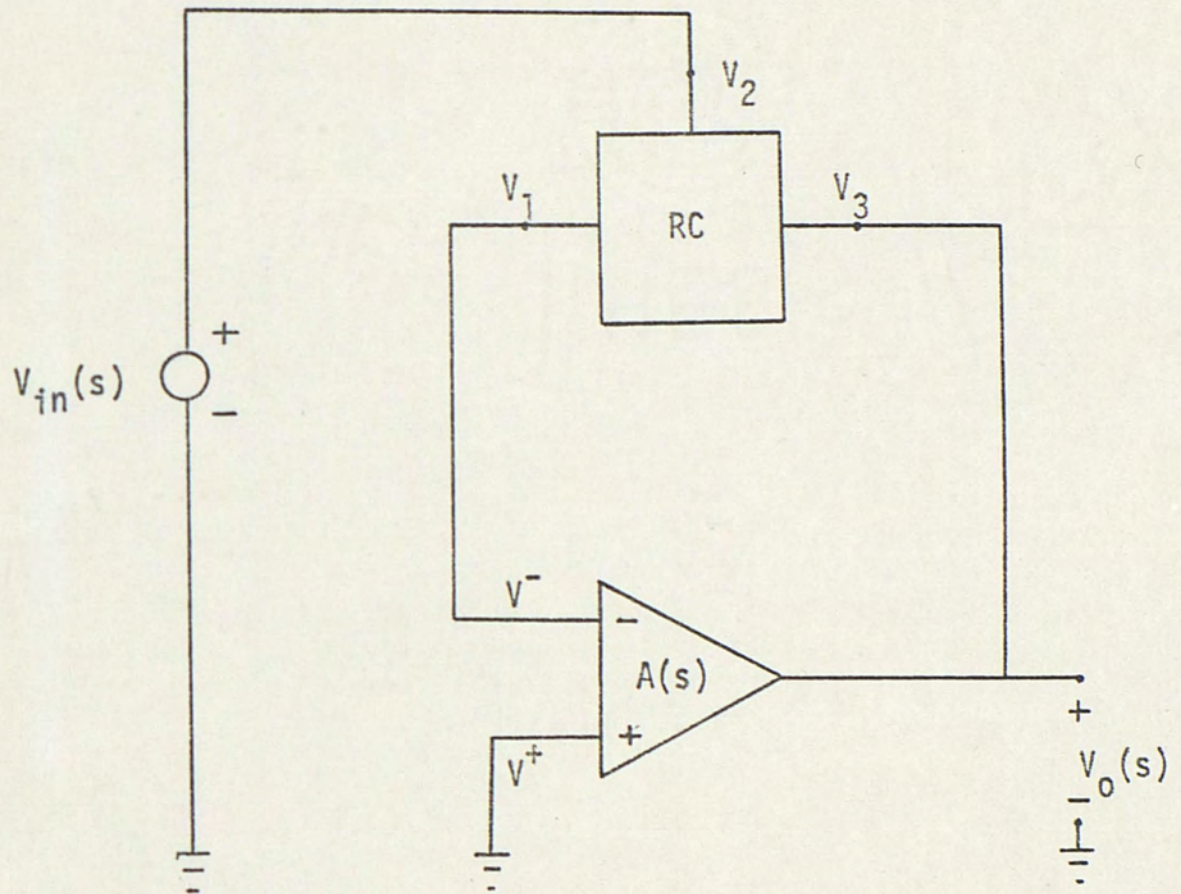 V2
V1
RC
V3
+
Vin(s)
-
V-
-
A(s)
+
V+
+
Vo(s)
-